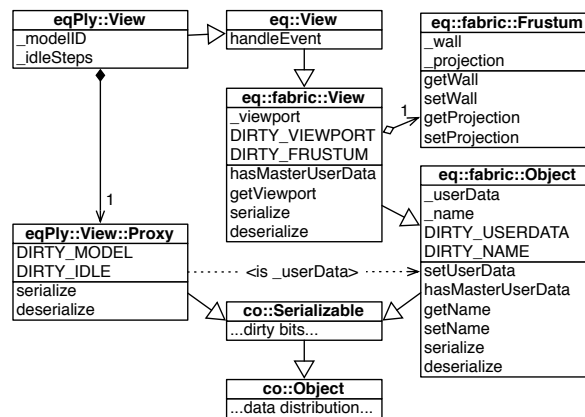 eqPly::View
_modelID
_idleSteps
eq::View
handleEvent
eq::fabric::Frustum
_wall
_projection
getWall
setWall
getProjection
setProjection
eq::fabric::View
_viewport
DIRTY_VIEWPORT
DIRTY_FRUSTUM
hasMasterUserData
getViewport
serialize
deserialize
1
eq::fabric::Object
_userData
_name
DIRTY_USERDATA
DIRTY_NAME
setUserData
hasMasterUserData
getName
setName
serialize
deserialize
1
eqPly::View::Proxy
DIRTY_MODEL
DIRTY_IDLE
serialize
deserialize
<is _userData>
co::Serializable
...dirty bits...
co::Object
...data distribution...